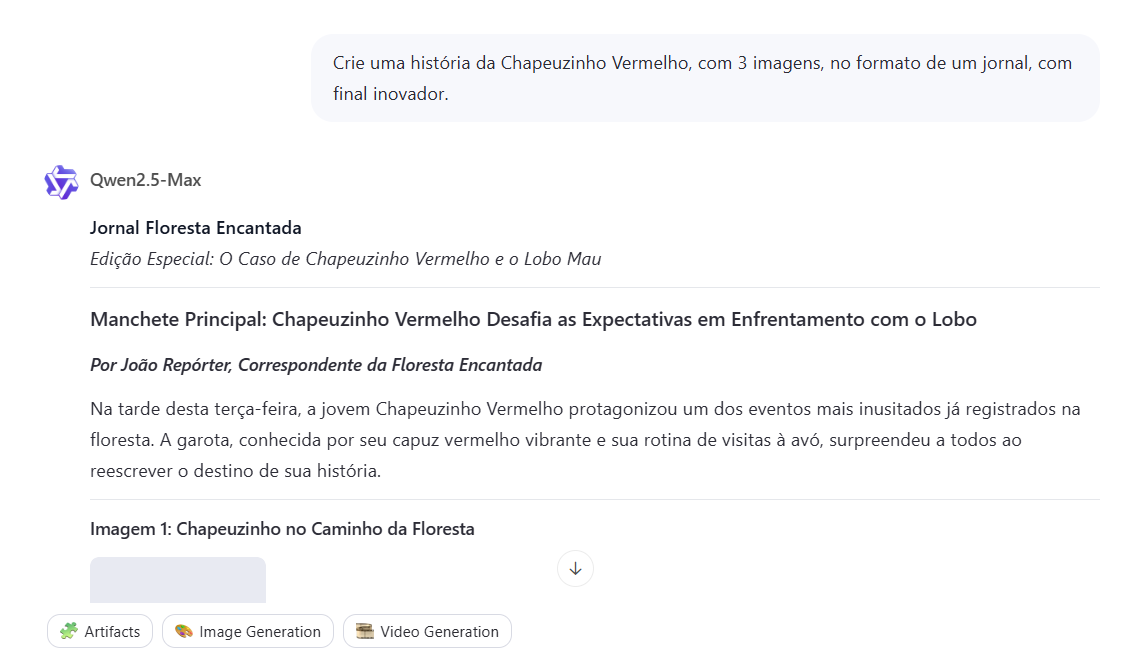 Crie uma história da Chapeuzinho Vermelho, com 3 imagens, no formato de um jornal, com
final inovador.
Qwen2.5-Max
Jornal Floresta Encantada
Edição Especial: O Caso de Chapeuzinho Vermelho e o Lobo Mau
Manchete Principal: Chapeuzinho Vermelho Desafia as Expectativas em Enfrentamento com o Lobo
Por João Repórter, Correspondente da Floresta Encantada
Na tarde desta terça-feira, a jovem Chapeuzinho Vermelho protagonizou um dos eventos mais inusitados já registrados na
floresta. A garota, conhecida por seu capuz vermelho vibrante e sua rotina de visitas à avó, surpreendeu a todos ao
reescrever o destino de sua história.
Imagem 1: Chapeuzinho no Caminho da Floresta
Artifacts
Image Generation
Video Generation